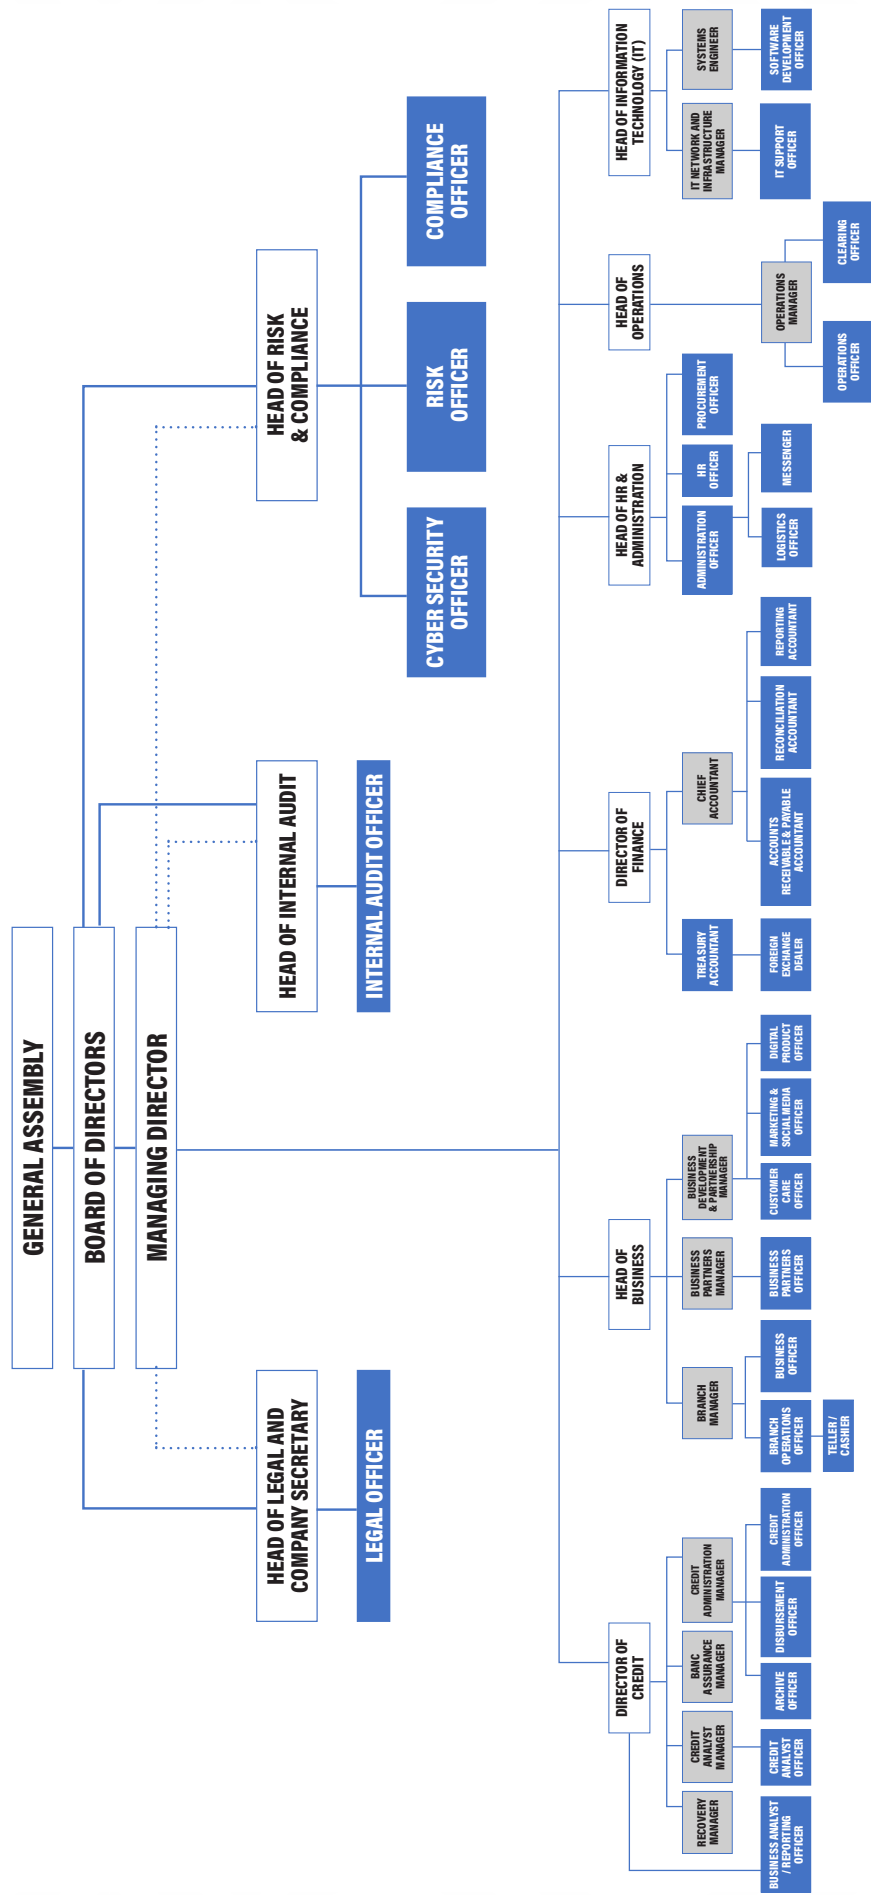 GENERAL ASSEMBLY
BOARD OF DIRECTORS
MANAGING DIRECTOR
HEAD OF LEGAL AND
COMPANY SECRETARY
LEGAL OFFICER
HEAD OF INTERNAL AUDIT
INTERNAL AUDIT OFFICER
HEAD OF RISK
& COMPLIANCE
CYBER SECURITY
OFFICER
RISK
OFFICER
COMPLIANCE
OFFICER
DIRECTOR OF
CREDIT
RECOVERY
MANAGER
CREDIT
ANALYST
MANAGER
BANC
ASSURANCE
MANAGER
CREDIT
ADMINISTRATION
MANAGER
BUSINESS ANALYST
/ REPORTING
OFFICER
CREDIT
ANALYST
OFFICER
ARCHIVE
OFFICER
DISBURSEMENT
OFFICER
CREDIT
ADMINISTRATION
OFFICER
HEAD OF
BUSINESS
BRANCH
MANAGER
BUSINESS
PARTNERS
MANAGER
BUSINESS
DEVELOPMENT
& PARTNERSHIP
MANAGER
BRANCH
OPERATIONS
OFFICER
BUSINESS
OFFICER
BUSINESS
PARTNERS
OFFICER
CUSTOMER
CARE
OFFICER
MARKETING &
SOCIAL MEDIA
OFFICER
DIGITAL
PRODUCT
OFFICER
TELLER /
CASHIER
DIRECTOR OF
FINANCE
TREASURY
ACCOUNTANT
CHIEF
ACCOUNTANT
FOREIGN
EXCHANGE
DEALER
ACCOUNTS
RECEIVABLE & PAYABLE
ACCOUNTANT
RECONCILIATION
ACCOUNTANT
REPORTING
ACCOUNTANT
HEAD OF HR &
ADMINISTRATION
ADMINISTRATION
OFFICER
HR
OFFICER
PROCUREMENT
OFFICER
LOGISTICS
OFFICER
MESSENGER
HEAD OF
OPERATIONS
OPERATIONS
MANAGER
OPERATIONS
OFFICER
CLEARING
OFFICER
HEAD OF INFORMATION
TECHNOLOGY (IT)
IT NETWORK AND
INFRASTRUCTURE
MANAGER
SYSTEMS
ENGINEER
IT SUPPORT
OFFICER
SOFTWARE
DEVELOPMENT
OFFICER